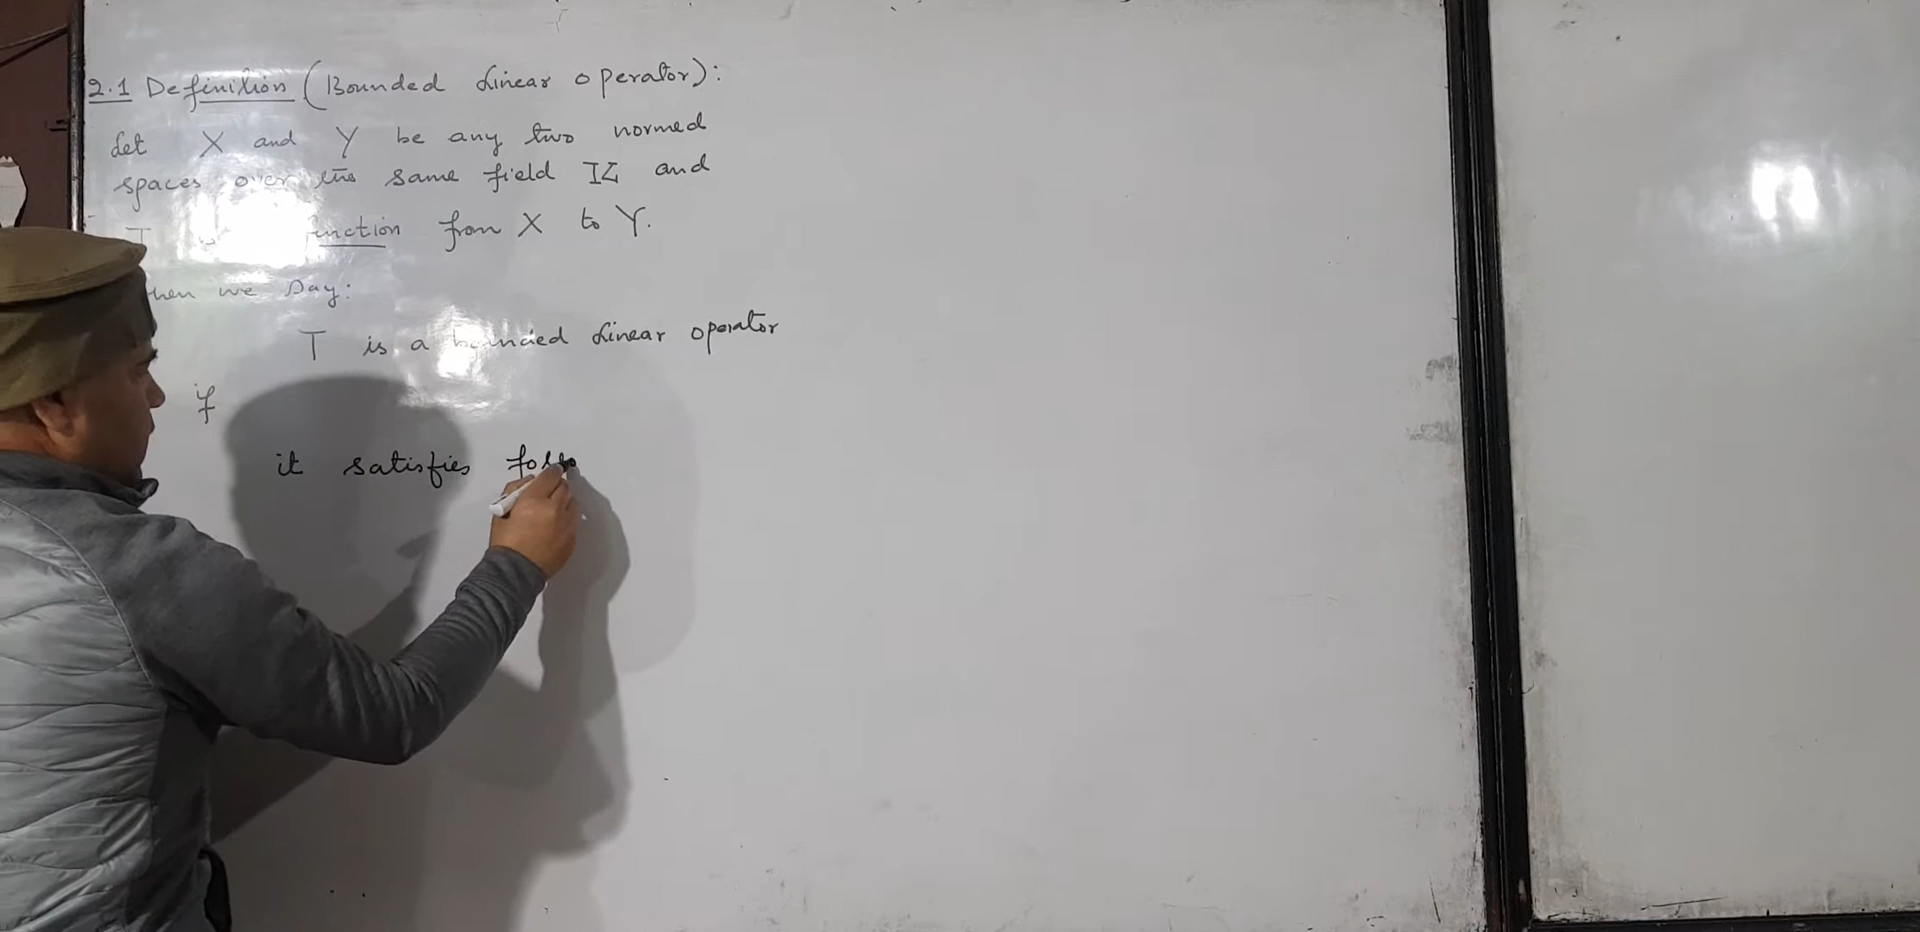 2.1 Definition (Bounded Linear operator):
Let X and Y be any two normed
spaces over the same field IK and
T is function from X to Y.
then we say:
T is a bounded Linear operator
if
it satisfies follo